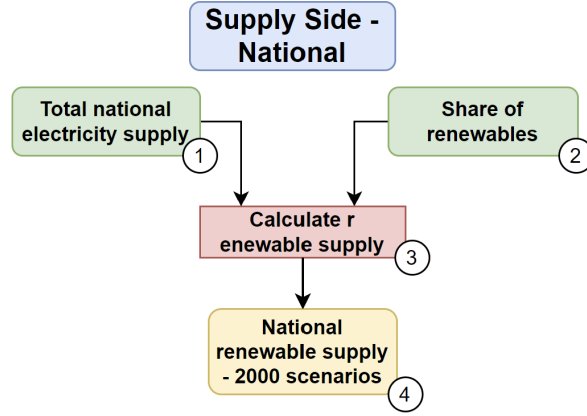 Supply Side -
National
Total national
electricity supply
1
Share of
renewables
2
Calculate r
enewable supply
3
National
renewable supply
- 2000 scenarios
4